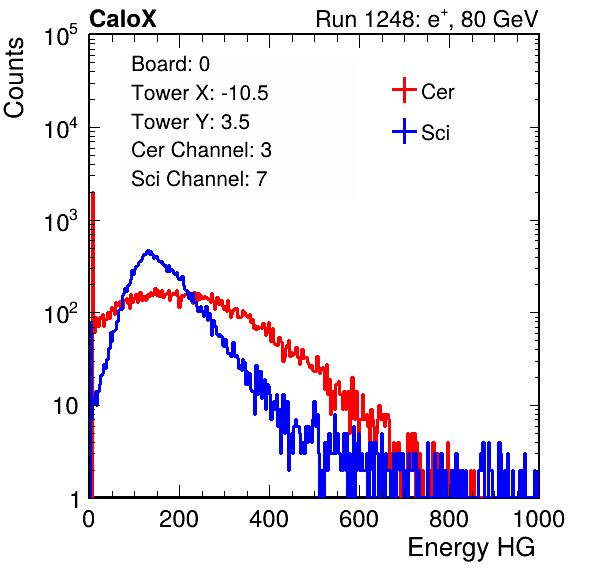 CaloX Run 1248: e⁺, 80 GeV
Board: 0
Tower X: -10.5
Tower Y: 3.5
Cer Channel: 3
Sci Channel: 7
Cer
Sci
Counts
10⁵
10⁴
10³
10²
10
1
0 200 400 600 800 1000
Energy HG